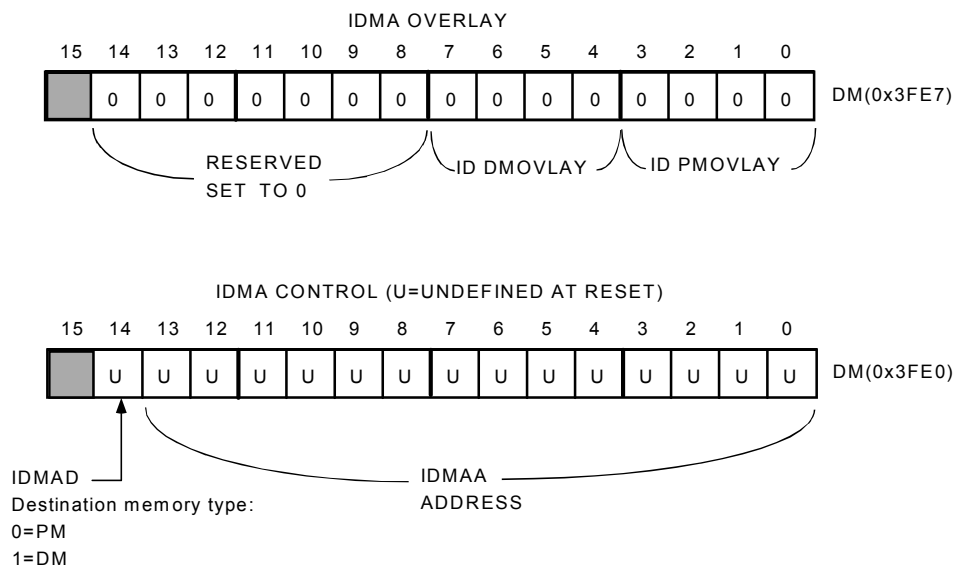 IDMA OVERLAY
15 14 13 12 11 10 9 8 7 6 5 4 3 2 1 0
0 0 0 0 0 0 0 0 0 0 0 0 0 0 0 DM(0x3FE7)
RESERVED
SET TO 0
ID DMOVLAY
ID PMOVLAY
IDMA CONTROL (U=UNDEFINED AT RESET)
15 14 13 12 11 10 9 8 7 6 5 4 3 2 1 0
U U U U U U U U U U U U U U U DM(0x3FE0)
IDMAD
Destination memory type:
0=PM
1=DM
IDMAA
ADDRESS